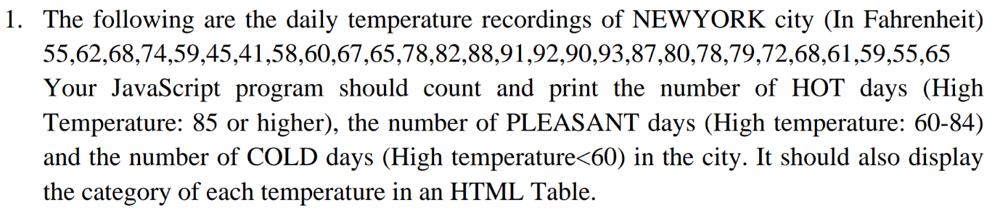 1. The following are the daily temperature recordings of NEWYORK city (In Fahrenheit)
55,62,68,74,59,45,41,58,60,67,65,78,82,88,91,92,90,93,87,80,78,79,72,68,61,59,55,65
Your JavaScript program should count and print the number of HOT days (High
Temperature: 85 or higher), the number of PLEASANT days (High temperature: 60-84)
and the number of COLD days (High temperature<60) in the city. It should also display
the category of each temperature in an HTML Table.